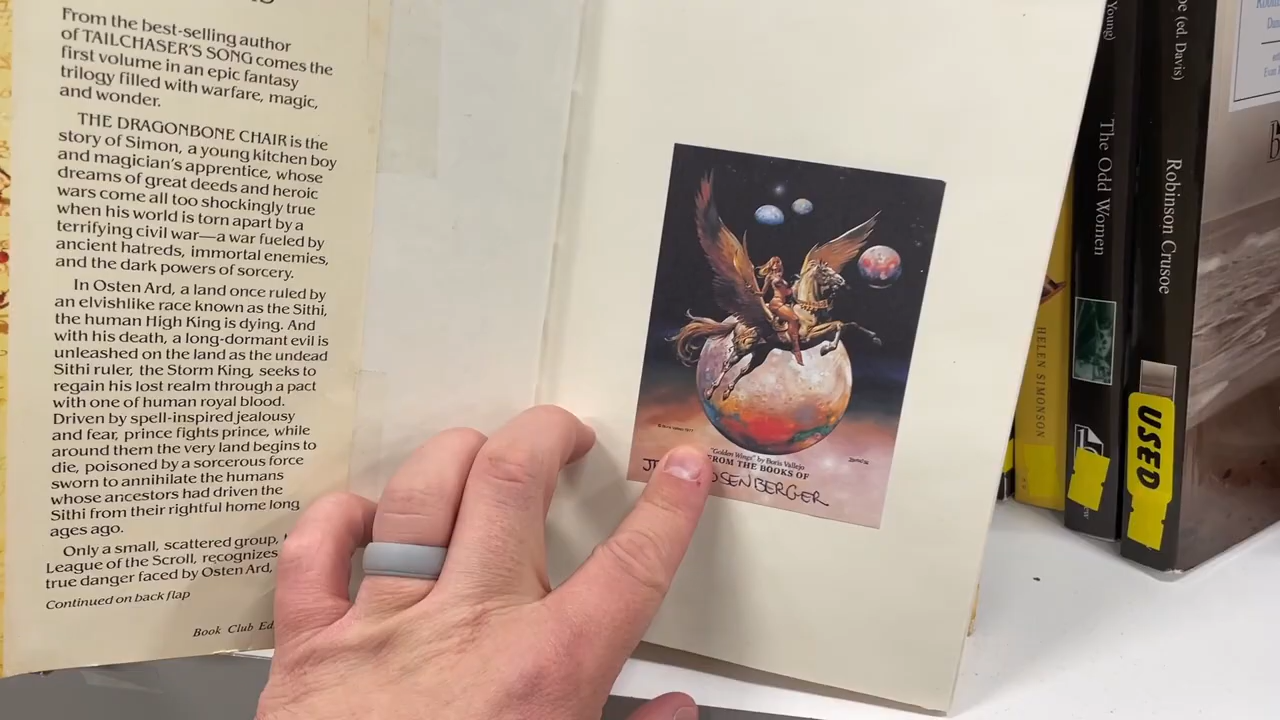 From the best-selling author
of TAILCHASER'S SONG comes the
first volume in an epic fantasy
trilogy filled with warfare, magic,
and wonder.
THE DRAGONBONE CHAIR is the
story of Simon, a young kitchen boy
and magician's apprentice, whose
dreams of great deeds and heroic
wars come all too shockingly true
when his world is torn apart by a
terrifying civil war—a war fueled by
ancient hatreds, immortal enemies,
and the dark powers of sorcery.
In Osten Ard, a land once ruled by
an elvishlike race known as the Sithi,
the human High King is dying. And
with his death, a long-dormant evil is
unleashed on the land as the undead
Sithi ruler, the Storm King, seeks to
regain his lost realm through a pact
with one of human royal blood.
Driven by spell-inspired jealousy
and fear, prince fights prince, while
around them the very land begins to
die, poisoned by a sorcerous force
sworn to annihilate the humans
whose ancestors had driven the
Sithi from their rightful home long
ages ago.
Only a small, scattered group,
League of the Scroll, recognizes
true danger faced by Osten Ard,
Continued on back flap
Book Club Ed
"Golden Wings" by Boris Vallejo
FROM THE BOOKS OF
OSENBERGER
HELEN SIMONSON
Young)
The Odd Women
(ed. Davis)
Robinson Crusoe
USED